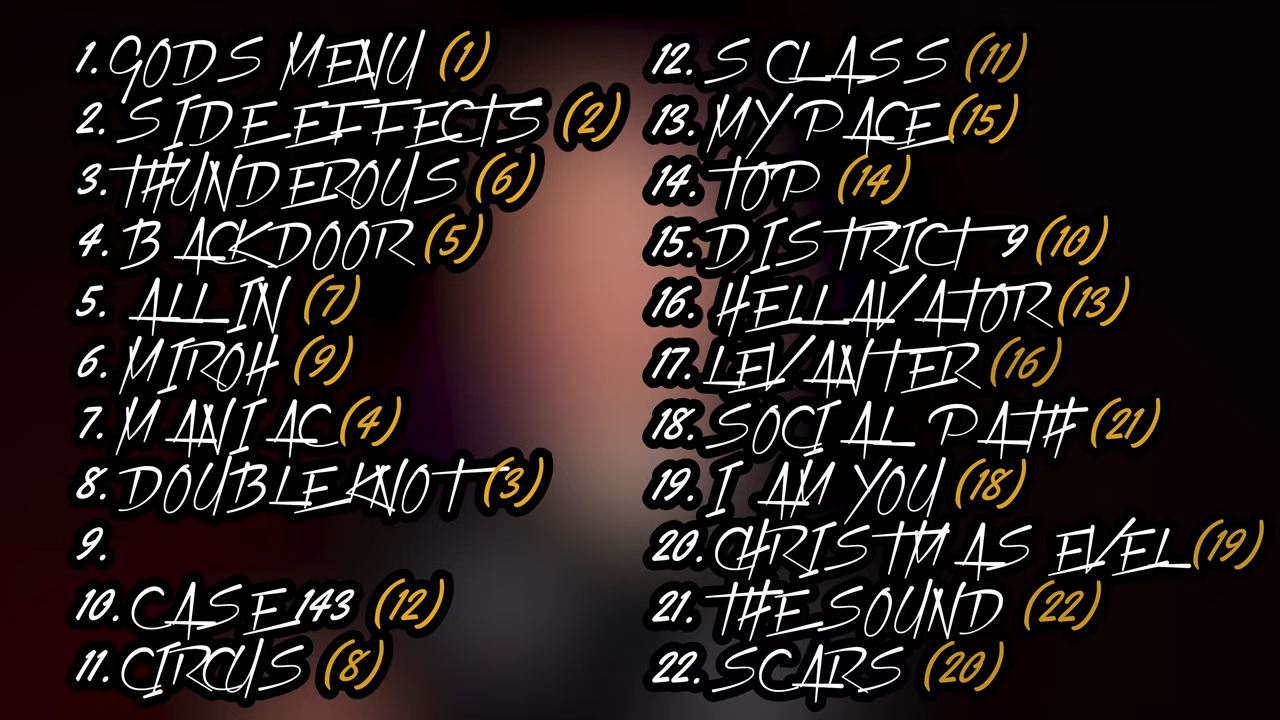 1. GODS MENU (1)
2. SIDE EFFECTS (2)
3. THUNDEROUS (6)
4. BACKDOOR (5)
5. ALL IN (7)
6. MIROH (9)
7. MANIAC (4)
8. DOUBLE KNOT (3)
9.
10. CASE 143 (12)
11. CIRCUS (8)
12. S CLASS (11)
13. MY PACE (15)
14. TOP (14)
15. DISTRICT 9 (10)
16. HELLAVATOR (13)
17. LEVANTER (16)
18. SOCIAL PATH (21)
19. I AM YOU (18)
20. CHRISTMAS EVEL (19)
21. THE SOUND (22)
22. SCARS (20)